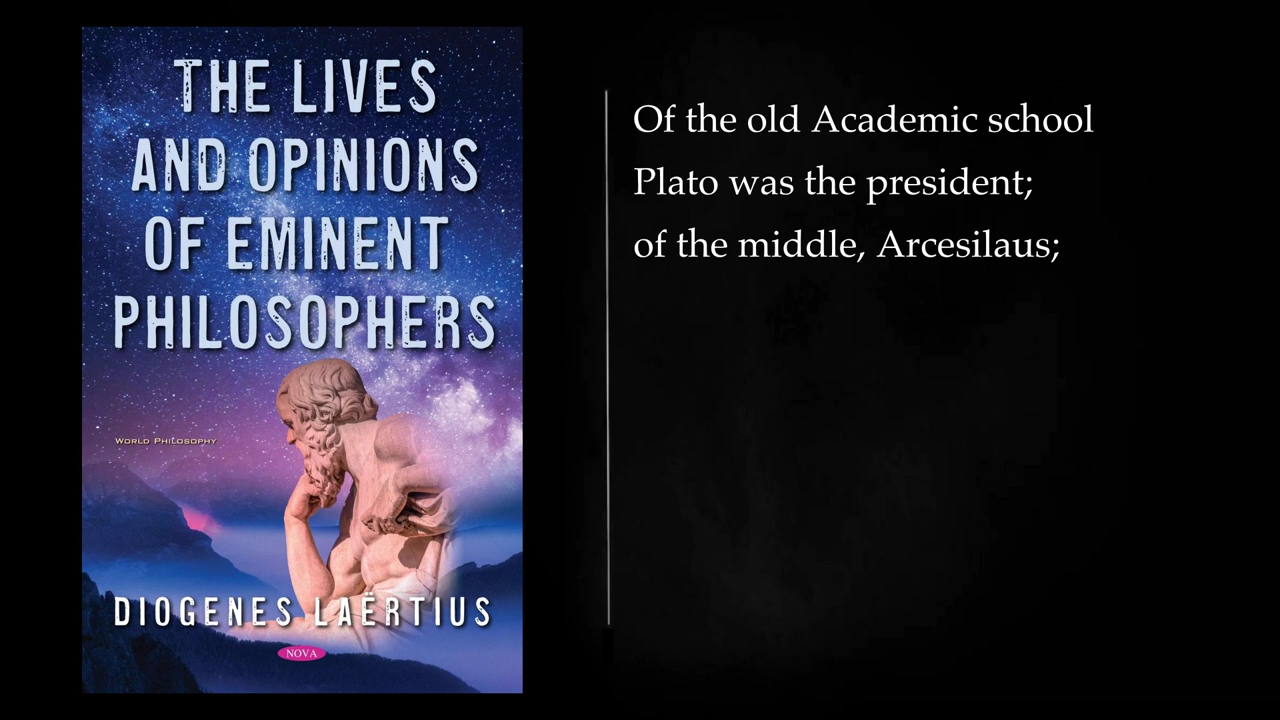 THE LIVES
AND OPINIONS
OF EMINENT
PHILOSOPHERS
WORLD PHILOSOPHY
DIOGENES LAËRTIUS
NOVA
Of the old Academic school
Plato was the president;
of the middle, Arcesilaus;